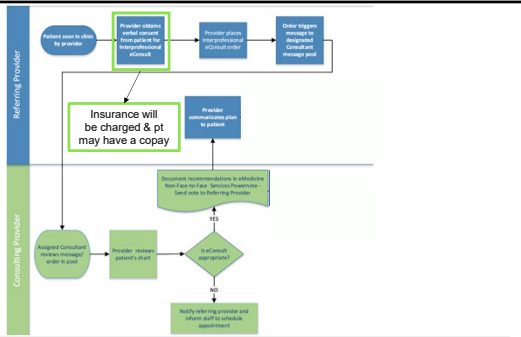 Referring Provider
Patient seen in clinic
by provider
Provider obtains
verbal consent
from patient for
Interprofessional
eConsult
Provider places
Interprofessional
eConsult order
Order triggers
message to
designated
Consultant
message pool
Insurance will
be charged & pt
may have a copay
Provider
communicates plan
to patient
Consulting Provider
Document recommendations in eMedicine
Non-Face-to-Face Services Powernote -
Send note to Referring Provider
YES
Assigned Consultant
reviews message/
order in pool
Provider reviews
patient's chart
Is eConsult
appropriate?
NO
Notify referring provider and
inform staff to schedule
appointment